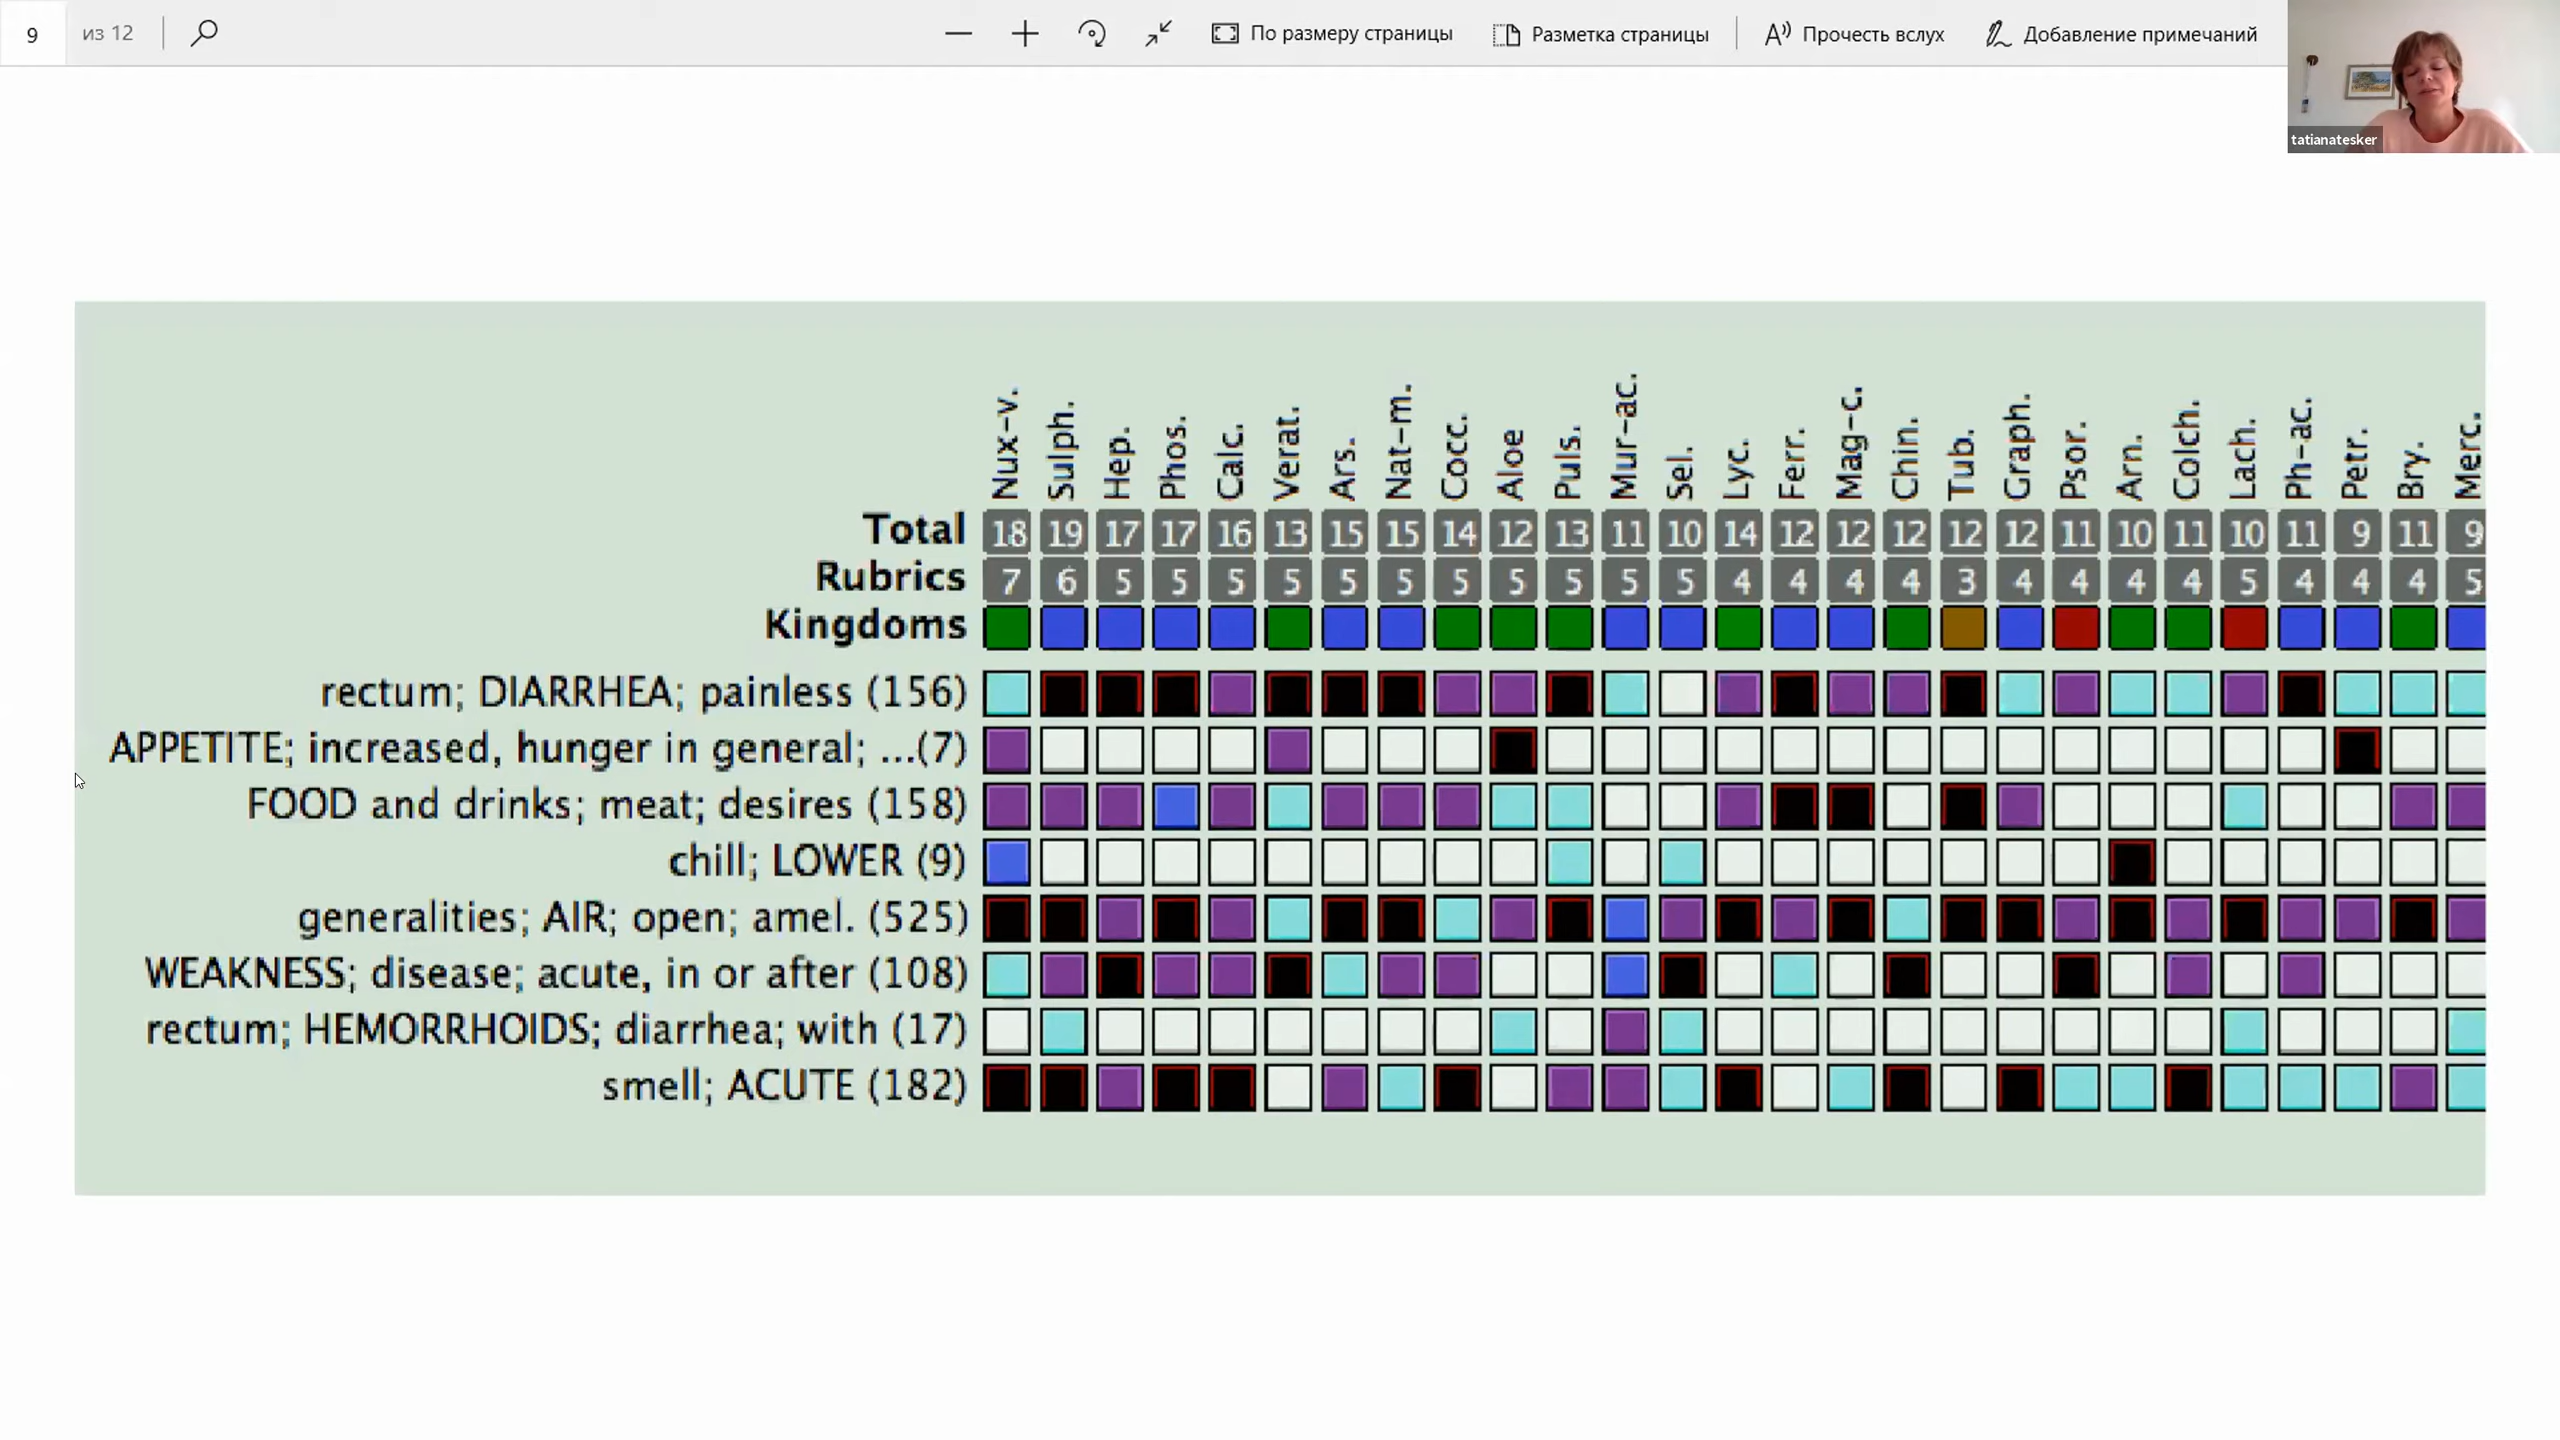 9 из 12 По размеру страницы Разметка страницы Прочесть вслух Добавление примечаний
tatianatesker
Nux-v. Sulph. Hep. Phos. Calc. Verat. Ars. Nat-m. Cocc. Aloe Puls. Mur-ac. Sel. Lyc. Ferr. Mag-c. Chin. Tub. Graph. Psor. Arn. Colch. Lach. Ph-ac. Petr. Bry. Merc.
Total 18 19 17 17 16 13 15 15 14 12 13 11 10 14 12 12 12 12 12 11 10 11 10 11 9 11 9
Rubrics 7 6 5 5 5 5 5 5 5 5 5 5 5 4 4 4 4 3 4 4 4 4 5 4 4 4 5
Kingdoms
rectum; DIARRHEA; painless (156)
APPETITE; increased, hunger in general; ...(7)
FOOD and drinks; meat; desires (158)
chill; LOWER (9)
generalities; AIR; open; amel. (525)
WEAKNESS; disease; acute, in or after (108)
rectum; HEMORRHOIDS; diarrhea; with (17)
smell; ACUTE (182)